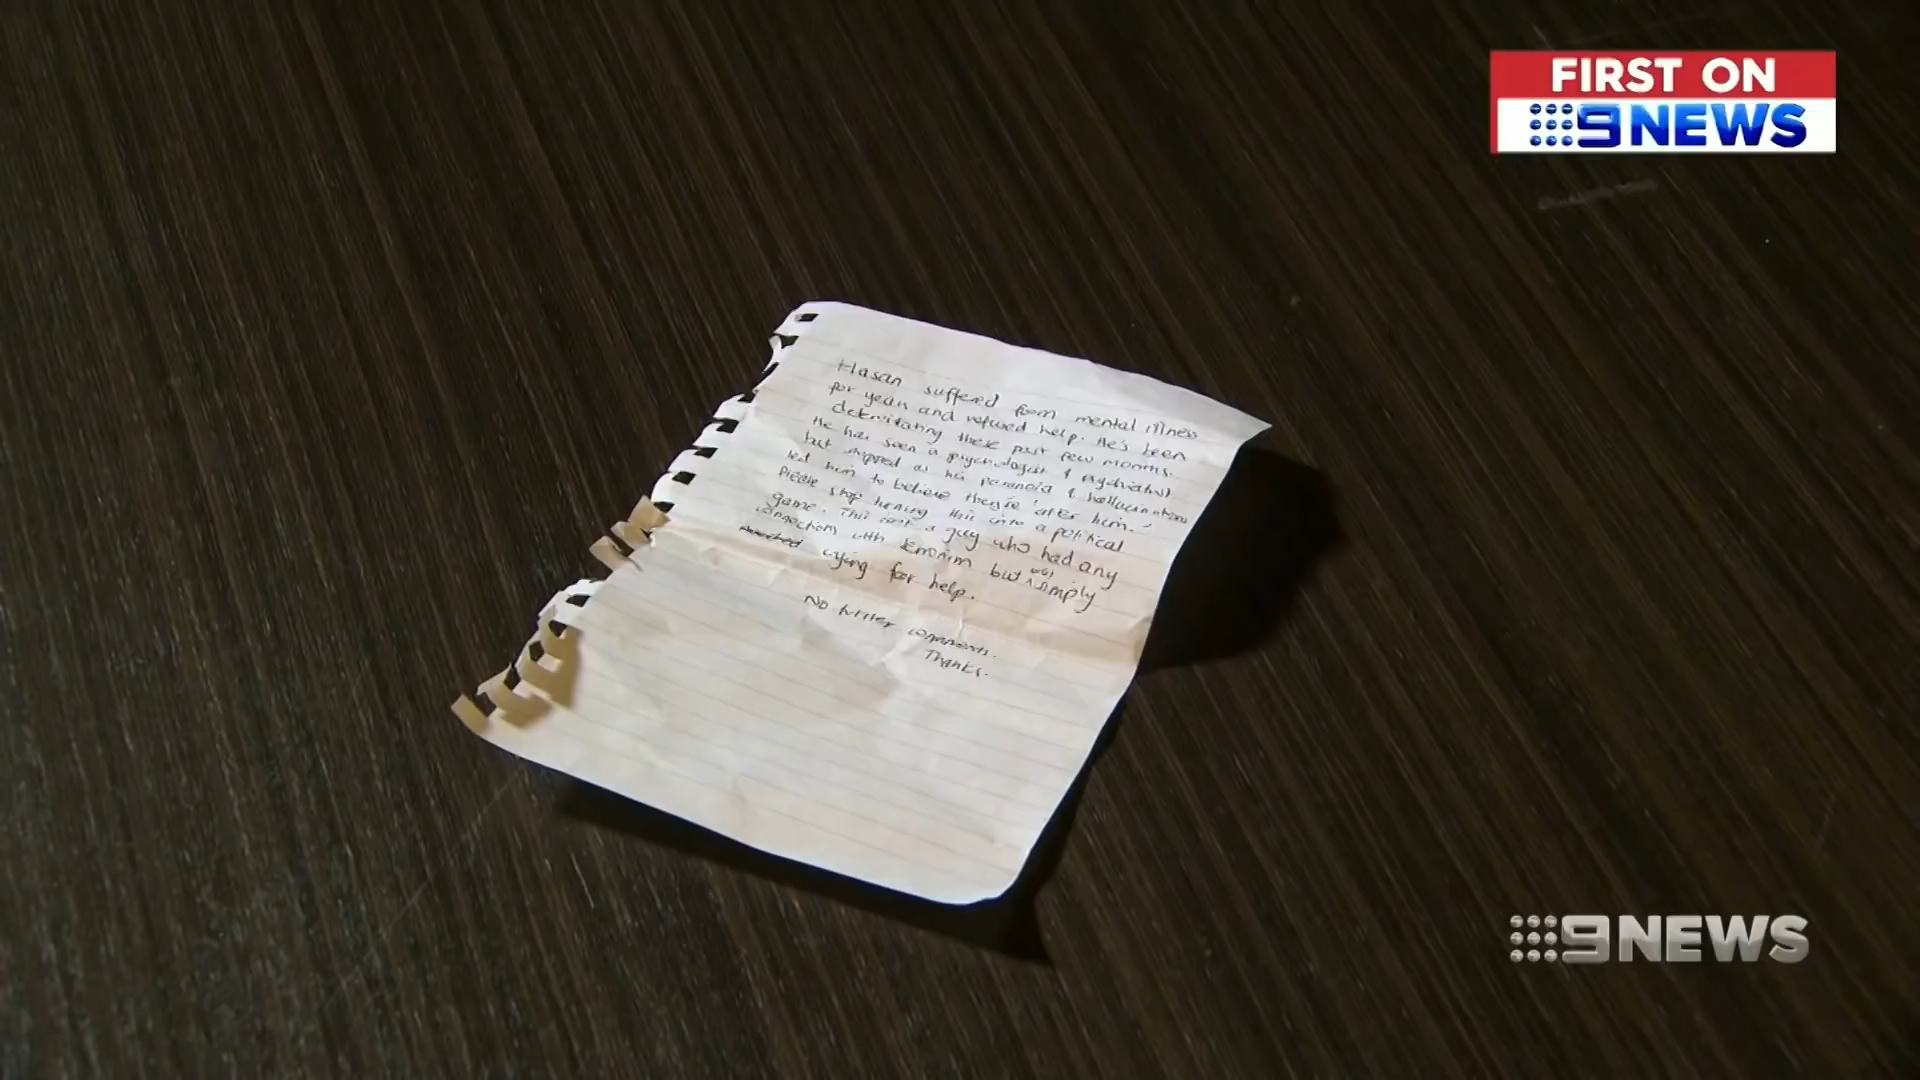 FIRST ON
9NEWS
Hasan suffered from mental illness
for years and refused help. He's been
deteriotating these past few months.
He has seen a psychologist & psychiatrist
but stopped as his paranoia & hallucinations
led him to believe they're 'after him.'
Please stop turning this into a political
game. This isn't a guy who had any
connections with terrorism but was simply
crying for help.
No further comments.
Thanks.
9NEWS